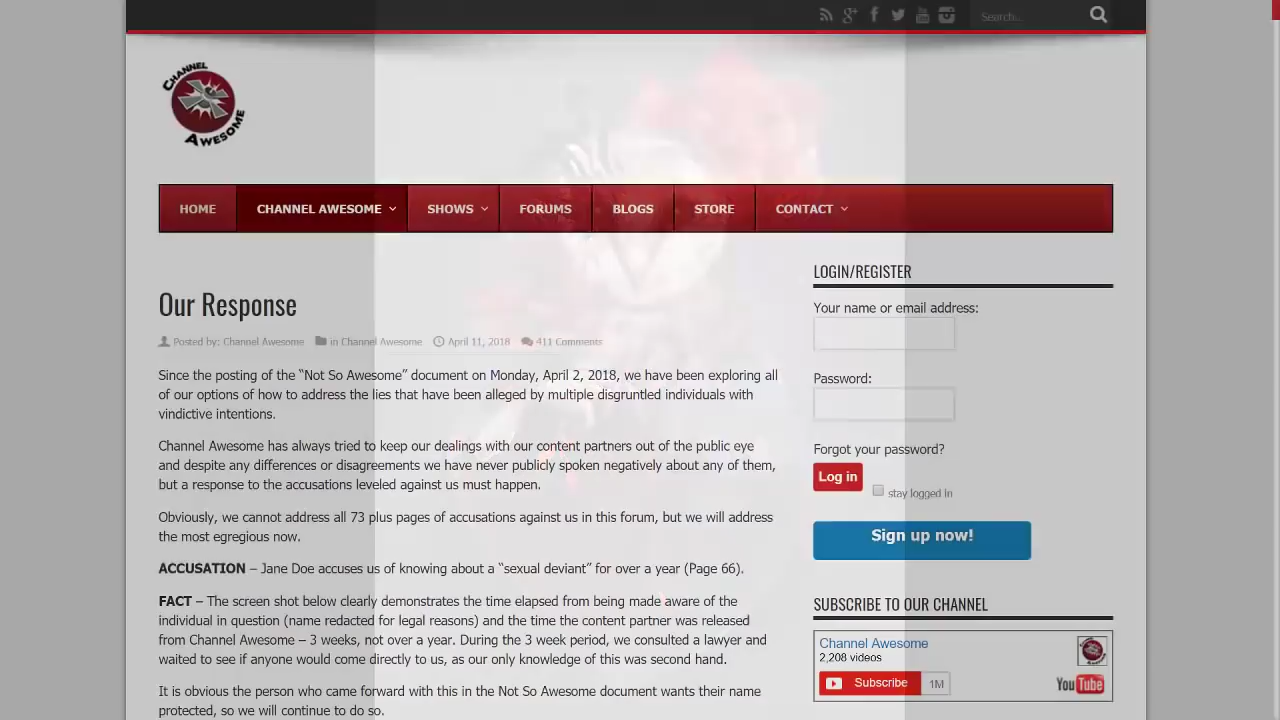 Search...
CHANNEL
AWESOME
HOME
CHANNEL AWESOME
SHOWS
FORUMS
BLOGS
STORE
CONTACT
Our Response
Posted by: Channel Awesome in Channel Awesome April 11, 2018 411 Comments
Since the posting of the “Not So Awesome” document on Monday, April 2, 2018, we have been exploring all
of our options of how to address the lies that have been alleged by multiple disgruntled individuals with
vindictive intentions.
Channel Awesome has always tried to keep our dealings with our content partners out of the public eye
and despite any differences or disagreements we have never publicly spoken negatively about any of them,
but a response to the accusations leveled against us must happen.
Obviously, we cannot address all 73 plus pages of accusations against us in this forum, but we will address
the most egregious now.
ACCUSATION – Jane Doe accuses us of knowing about a “sexual deviant” for over a year (Page 66).
FACT – The screen shot below clearly demonstrates the time elapsed from being made aware of the
individual in question (name redacted for legal reasons) and the time the content partner was released
from Channel Awesome – 3 weeks, not over a year. During the 3 week period, we consulted a lawyer and
waited to see if anyone would come directly to us, as our only knowledge of this was second hand.
It is obvious the person who came forward with this in the Not So Awesome document wants their name
protected, so we will continue to do so.
LOGIN/REGISTER
Your name or email address:
Password:
Forgot your password?
Log in
stay logged in
Sign up now!
SUBSCRIBE TO OUR CHANNEL
Channel Awesome
2,208 videos
Subscribe
1M
YouTube